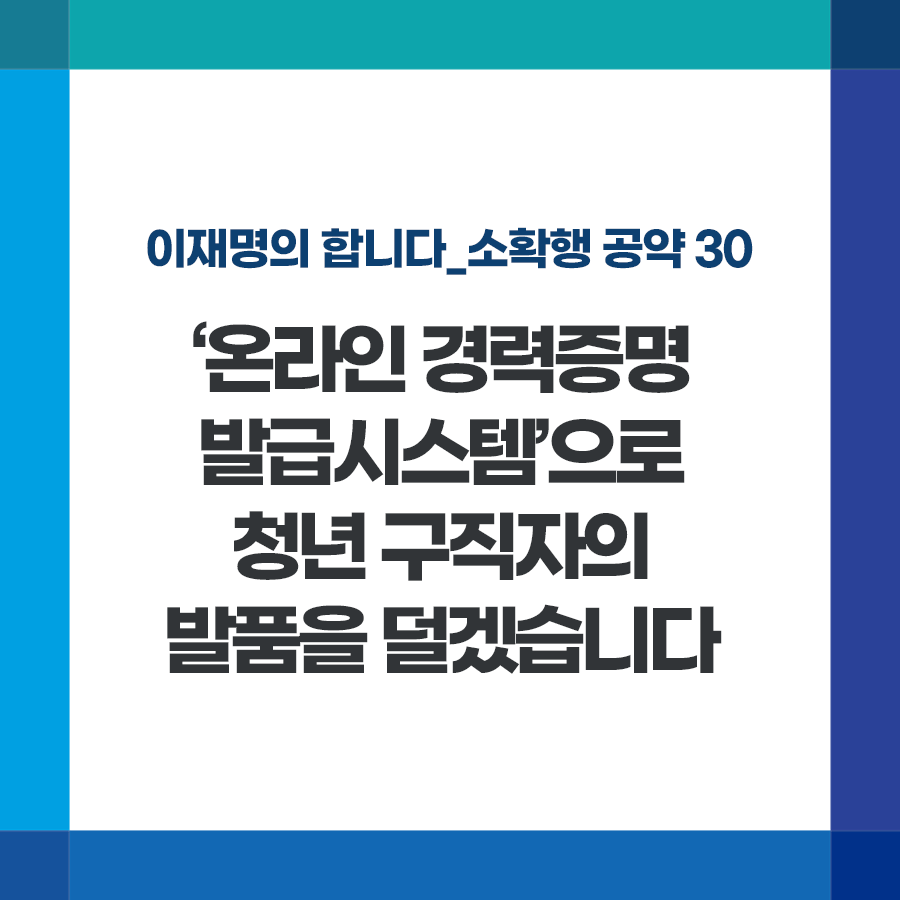 이재명의 합니다_소확행 공약 30
‘온라인 경력증명
발급시스템’으로
청년 구직자의
발품을 덜겠습니다